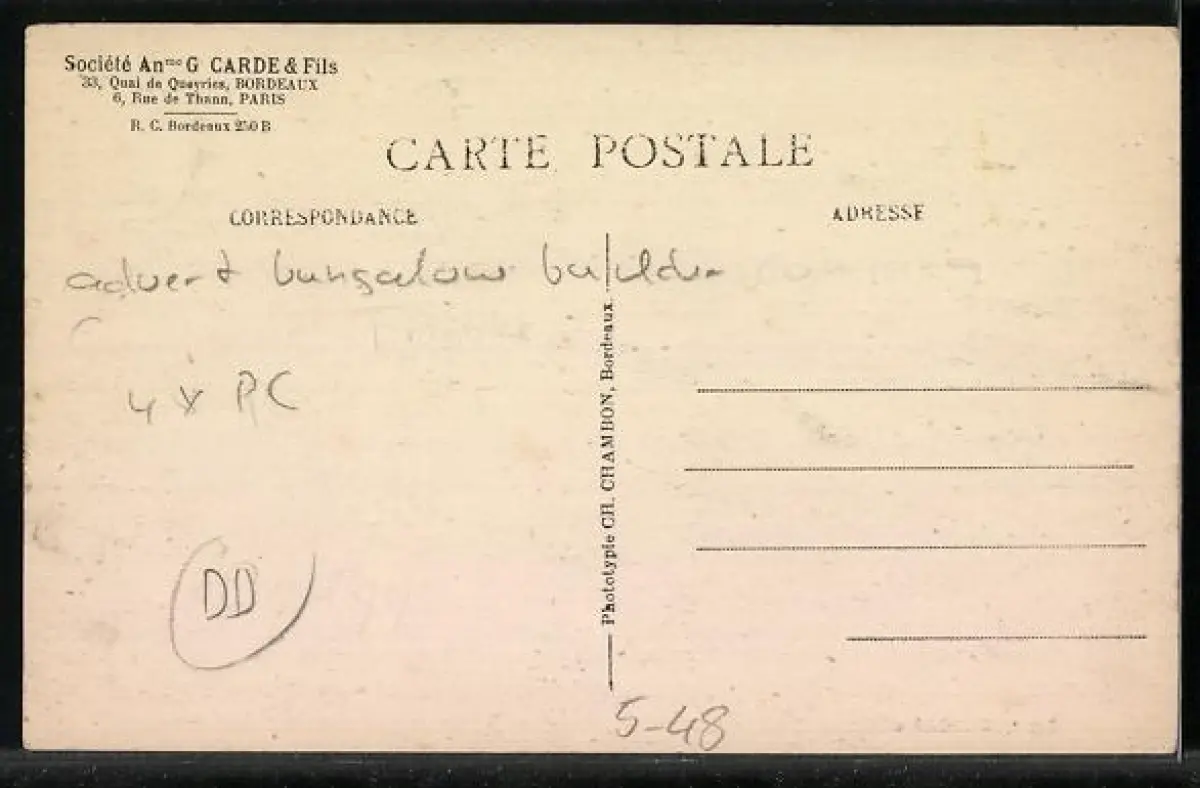 Société Anme G CARDE & Fils
33, Quai de Queyries, BORDEAUX
6, Rue de Thann, PARIS
R. C. Bordeaux 250 B
CARTE POSTALE
CORRESPONDANCE
ADRESSE
advert bungalow builder
4 x PC
DD
Phototypie CH. CHAMBON, Bordeaux.
5-48